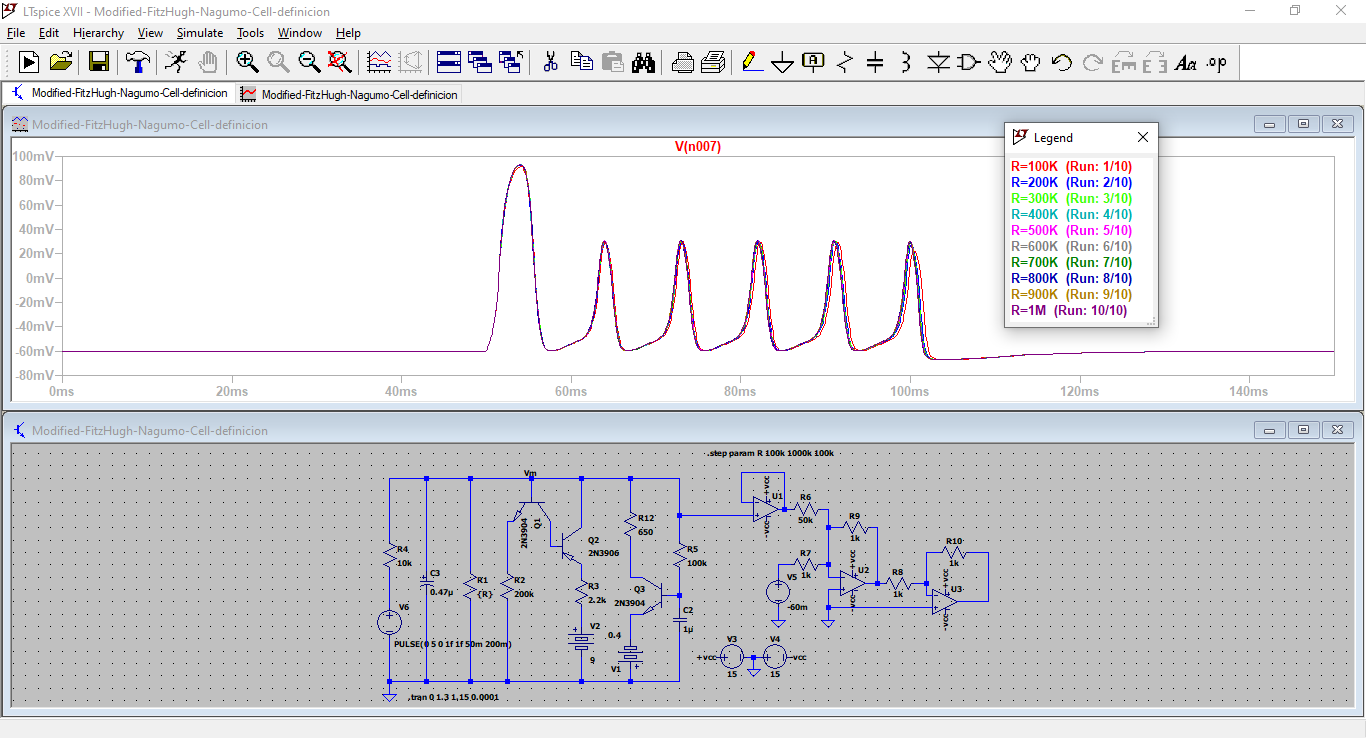 LTspice XVII - Modified-FitzHugh-Nagumo-Cell-definicion
File Edit Hierarchy View Simulate Tools Window Help
Modified-FitzHugh-Nagumo-Cell-definicion Modified-FitzHugh-Nagumo-Cell-definicion
Modified-FitzHugh-Nagumo-Cell-definicion
V(n007)
100mV
80mV
60mV
40mV
20mV
0mV
-20mV
-40mV
-60mV
-80mV
0ms 20ms 40ms 60ms 80ms 100ms 120ms 140ms
Legend
R=100K (Run: 1/10)
R=200K (Run: 2/10)
R=300K (Run: 3/10)
R=400K (Run: 4/10)
R=500K (Run: 5/10)
R=600K (Run: 6/10)
R=700K (Run: 7/10)
R=800K (Run: 8/10)
R=900K (Run: 9/10)
R=1M (Run: 10/10)
Modified-FitzHugh-Nagumo-Cell-definicion
.step param R 100k 1000k 100k
Vm
R4
10k
V6
PULSE(0 5 0 1f 1f 50m 200m)
C3
0.47µ
R1
{R}
R2
200k
Q1
2N3904
Q2
2N3906
R3
2.2k
V2
9
R12
650
Q3
2N3904
0.4
V1
R5
100k
C2
1µ
U1
+vcc
-vcc
R6
50k
R7
1k
V5
-60m
R9
1k
U2
+vcc
-vcc
R8
1k
R10
1k
U3
+vcc
-vcc
V3
+vcc
15
V4
-vcc
15
.tran 0 1.3 1.15 0.0001